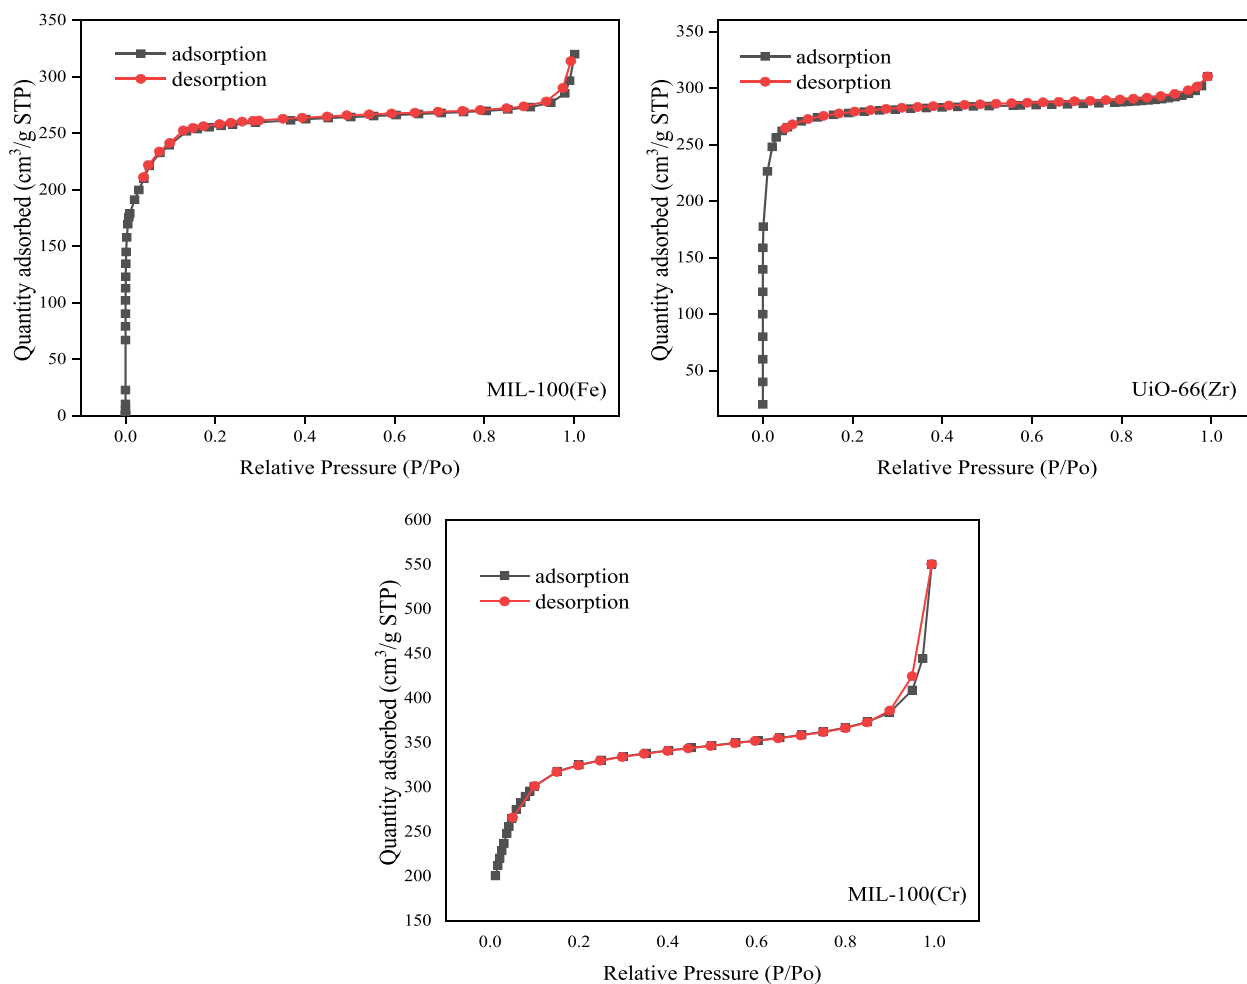 350
300
250
200
150
100
50
0
Quantity adsorbed (cm³/g STP)
adsorption
desorption
MIL-100(Fe)
0.0 0.2 0.4 0.6 0.8 1.0
Relative Pressure (P/Po)
350
300
250
200
150
100
50
Quantity adsorbed (cm³/g STP)
adsorption
desorption
UiO-66(Zr)
0.0 0.2 0.4 0.6 0.8 1.0
Relative Pressure (P/Po)
600
550
500
450
400
350
300
250
200
150
Quantity adsorbed (cm³/g STP)
adsorption
desorption
MIL-100(Cr)
0.0 0.2 0.4 0.6 0.8 1.0
Relative Pressure (P/Po)